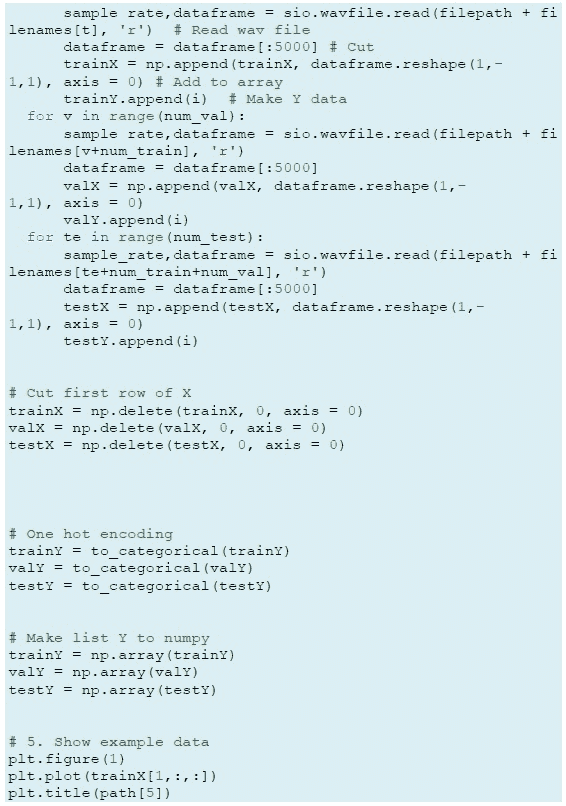 sample_rate,dataframe = sio.wavfile.read(filepath + fi
lenames[t], 'r')  # Read wav file
dataframe = dataframe[:5000] # Cut
trainX = np.append(trainX, dataframe.reshape(1,-
1,1), axis = 0) # Add to array
trainY.append(i)  # Make Y data
for v in range(num_val):
sample_rate,dataframe = sio.wavfile.read(filepath + fi
lenames[v+num_train], 'r')
dataframe = dataframe[:5000]
valX = np.append(valX, dataframe.reshape(1,-
1,1), axis = 0)
valY.append(i)
for te in range(num_test):
sample_rate,dataframe = sio.wavfile.read(filepath + fi
lenames[te+num_train+num_val], 'r')
dataframe = dataframe[:5000]
testX = np.append(testX, dataframe.reshape(1,-
1,1), axis = 0)
testY.append(i)
# Cut first row of X
trainX = np.delete(trainX, 0, axis = 0)
valX = np.delete(valX, 0, axis = 0)
testX = np.delete(testX, 0, axis = 0)
# One hot encoding
trainY = to_categorical(trainY)
valY = to_categorical(valY)
testY = to_categorical(testY)
# Make list Y to numpy
trainY = np.array(trainY)
valY = np.array(valY)
testY = np.array(testY)
# 5. Show example data
plt.figure(1)
plt.plot(trainX[1,:,:])
plt.title(path[5])